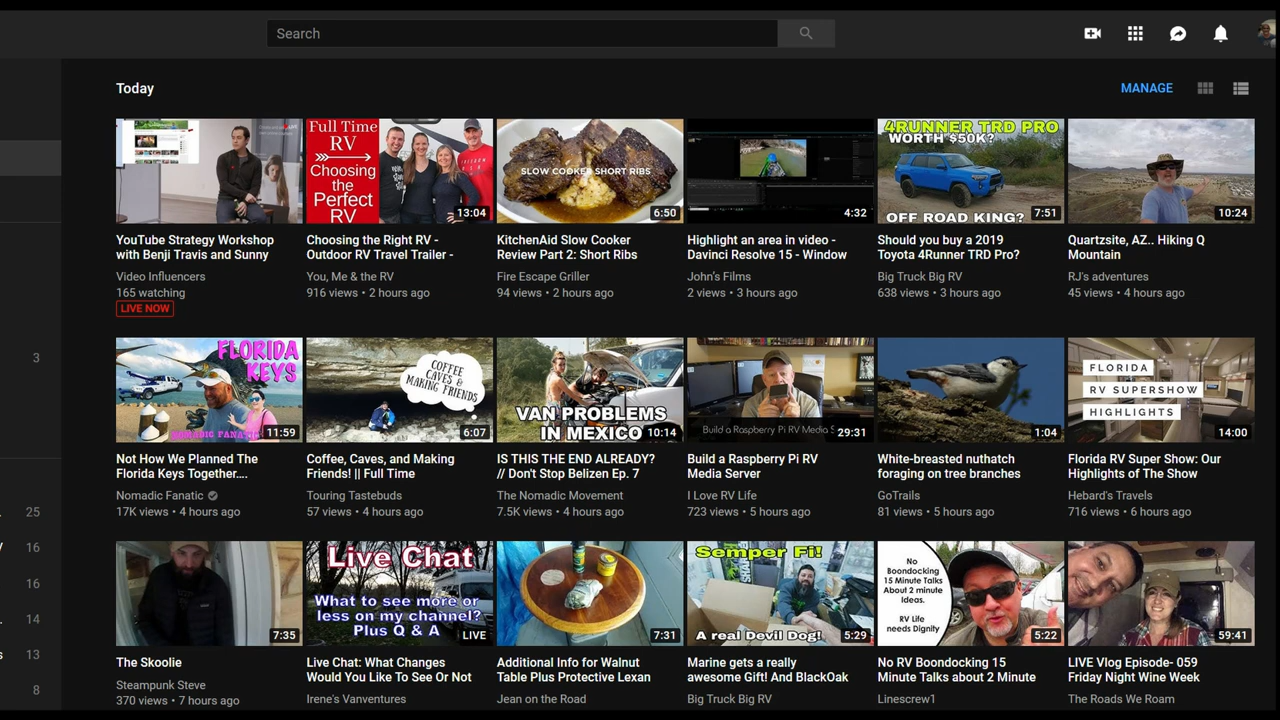 Search
Today
MANAGE
Full Time
RV
Choosing
the
Perfect
RV
13:04
SLOW COOKER SHORT RIBS
6:50
4:32
4RUNNER TRD PRO
WORTH $50K?
OFF ROAD KING?
7:51
10:24
YouTube Strategy Workshop
with Benji Travis and Sunny
Video Influencers
165 watching
LIVE NOW
Choosing the Right RV -
Outdoor RV Travel Trailer -
You, Me & the RV
916 views • 2 hours ago
KitchenAid Slow Cooker
Review Part 2: Short Ribs
Fire Escape Griller
94 views • 2 hours ago
Highlight an area in video -
Davinci Resolve 15 - Window
John's Films
2 views • 3 hours ago
Should you buy a 2019
Toyota 4Runner TRD Pro?
Big Truck Big RV
638 views • 3 hours ago
Quartzsite, AZ.. Hiking Q
Mountain
RJ's adventures
45 views • 4 hours ago
3
FLORIDA
KEYS
NOMADIC FANATIC
11:59
COFFEE,
CAVES &
MAKING FRIENDS
6:07
VAN PROBLEMS
IN MEXICO
10:14
Build a Raspberry Pi RV Media S
29:31
1:04
FLORIDA
RV SUPERSHOW
HIGHLIGHTS
14:00
Not How We Planned The
Florida Keys Together....
Nomadic Fanatic
17K views • 4 hours ago
Coffee, Caves, and Making
Friends! || Full Time
Touring Tastebuds
57 views • 4 hours ago
IS THIS THE END ALREADY?
// Don't Stop Belizen Ep. 7
The Nomadic Movement
7.5K views • 4 hours ago
Build a Raspberry Pi RV
Media Server
I Love RV Life
723 views • 5 hours ago
White-breasted nuthatch
foraging on tree branches
GoTrails
81 views • 5 hours ago
Florida RV Super Show: Our
Highlights of The Show
Hebard's Travels
716 views • 6 hours ago
25
16
16
14
13
8
7:35
Live Chat
What to see more or
less on my channel?
Plus Q & A
LIVE
7:31
Semper Fi!
A real Devil Dog!
5:29
No
Boondocking
15 Minute Talks
About 2 minute
Ideas.
RV Life
needs Dignity
5:22
59:41
The Skoolie
Steampunk Steve
370 views • 7 hours ago
Live Chat: What Changes
Would You Like To See Or Not
Irene's Vanventures
Additional Info for Walnut
Table Plus Protective Lexan
Jean on the Road
Marine gets a really
awesome Gift! And BlackOak
Big Truck Big RV
No RV Boondocking 15
Minute Talks about 2 Minute
Linescrew1
LIVE Vlog Episode- 059
Friday Night Wine Week
The Roads We Roam